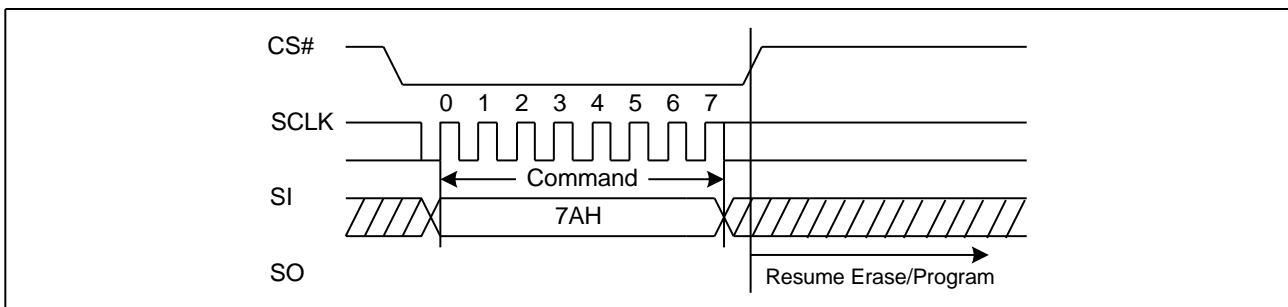 CS#
0 1 2 3 4 5 6 7
SCLK
Command
SI
7AH
SO
Resume Erase/Program